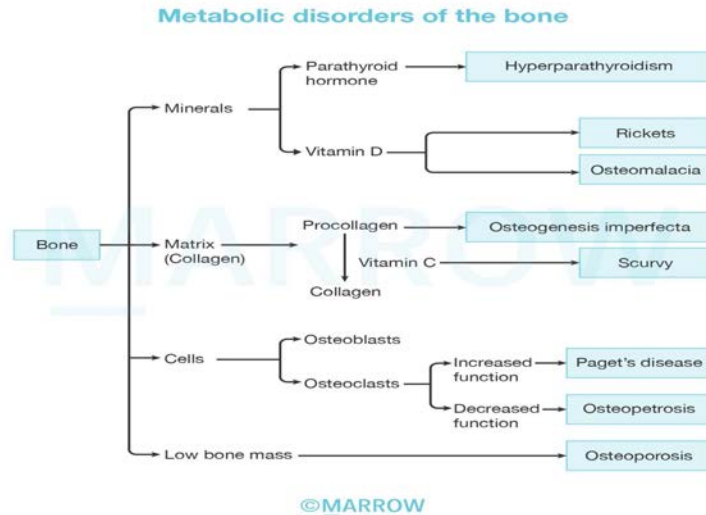 Metabolic disorders of the bone
Parathyroid
hormone
Hyperparathyroidism
Minerals
Vitamin D
Rickets
Osteomalacia
MARROW
Bone
Matrix
(Collagen)
Procollagen
Osteogenesis imperfecta
Vitamin C
Scurvy
Collagen
Cells
Osteoblasts
Osteoclasts
Increased
function
Paget's disease
Decreased
function
Osteopetrosis
Low bone mass
Osteoporosis
©MARROW